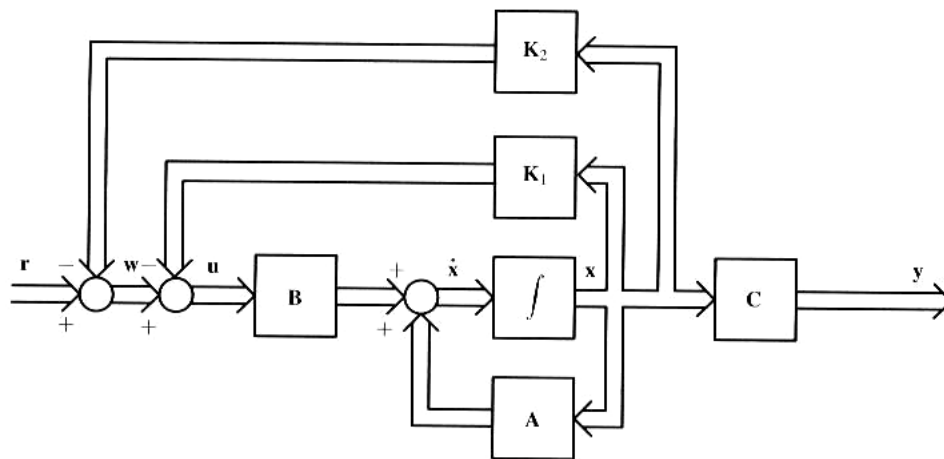 K₂
K₁
r − w − u B + ẋ ∫ x C y
+ + +
A